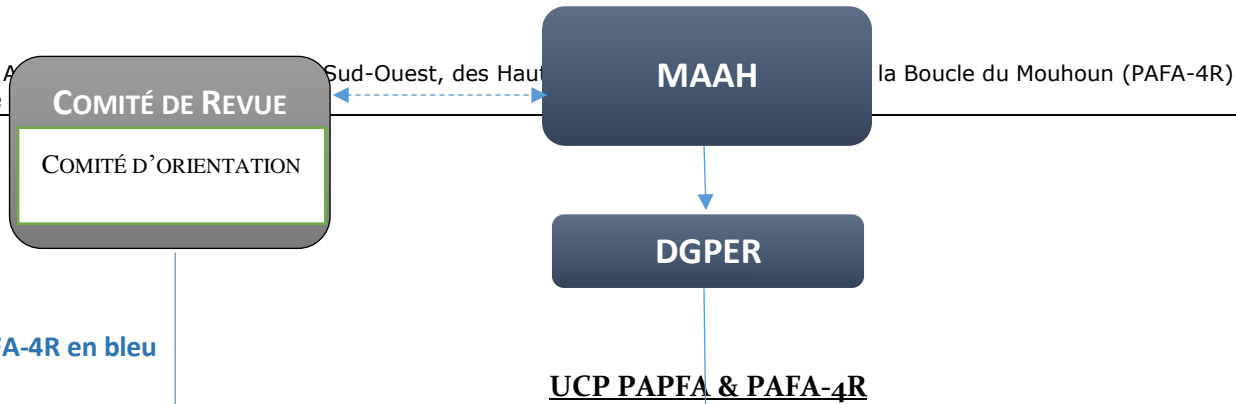 Sud-Ouest, des Haut la Boucle du Mouhoun (PAFA-4R)
MAAH
COMITÉ DE REVUE
COMITÉ D'ORIENTATION
DGPER
FA-4R en bleu
UCP PAPFA & PAFA-4R